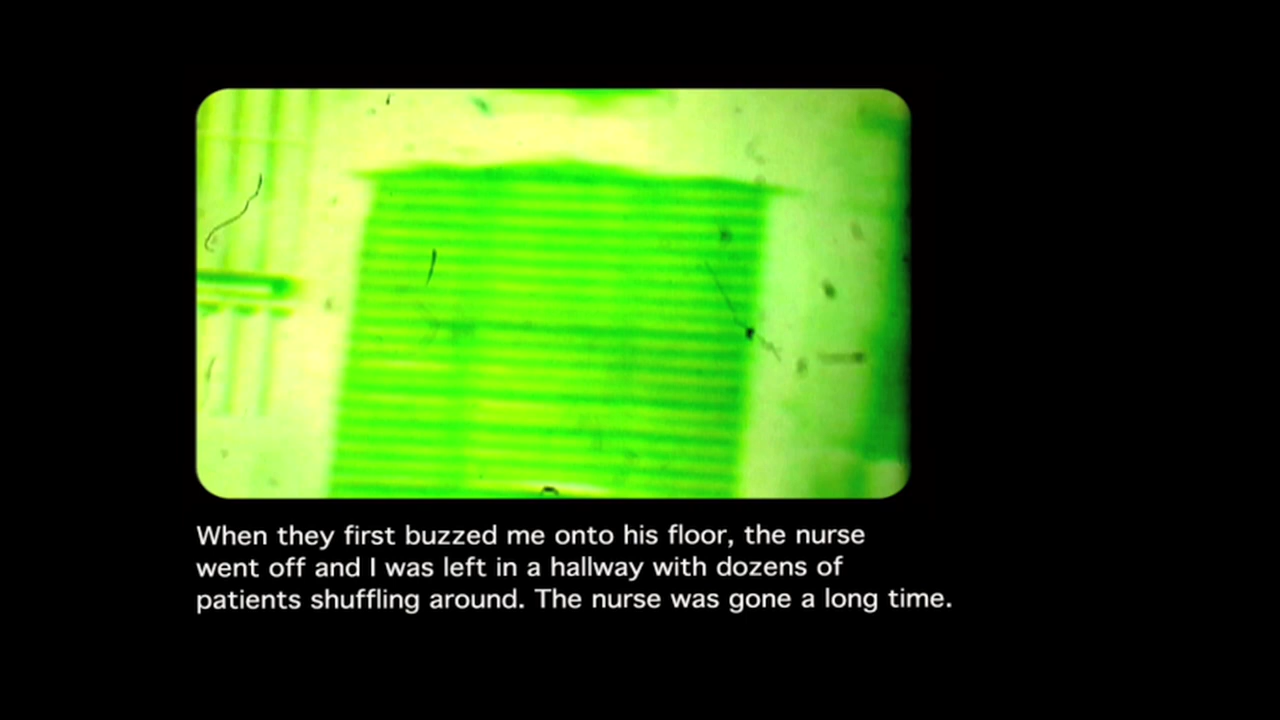 When they first buzzed me onto his floor, the nurse
went off and I was left in a hallway with dozens of
patients shuffling around. The nurse was gone a long time.